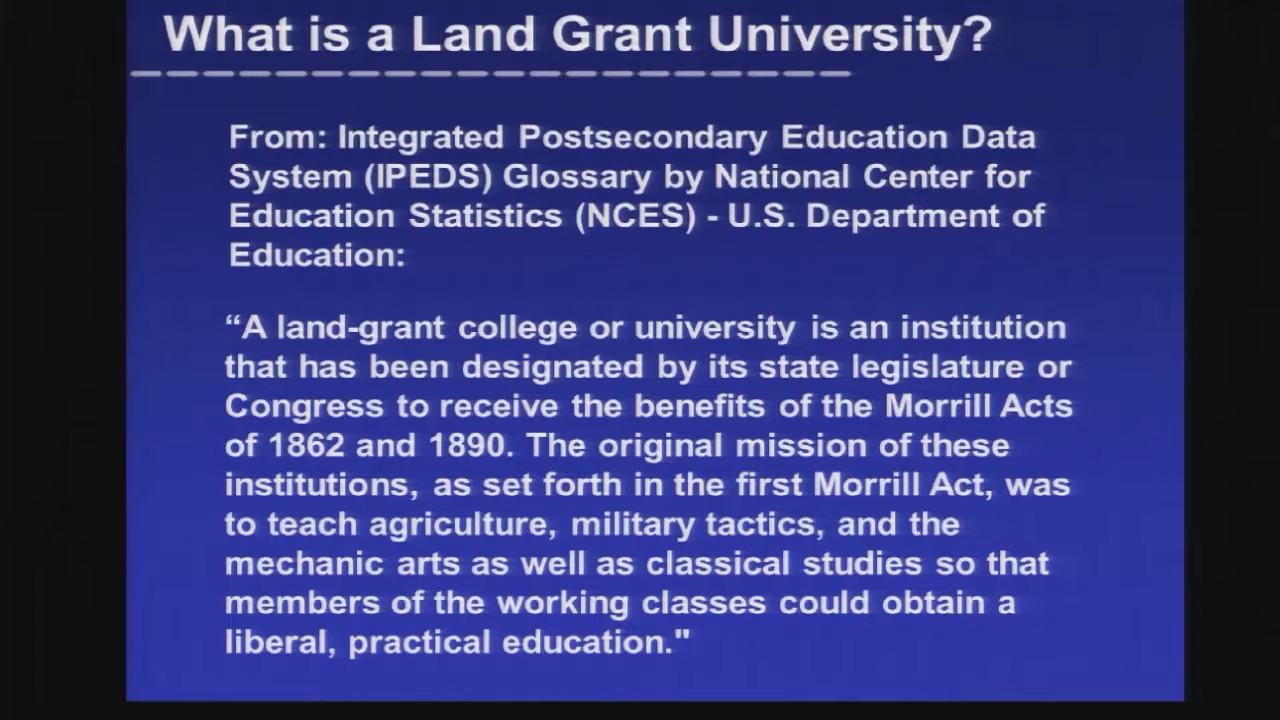 What is a Land Grant University?
From: Integrated Postsecondary Education Data
System (IPEDS) Glossary by National Center for
Education Statistics (NCES) - U.S. Department of
Education:
“A land-grant college or university is an institution
that has been designated by its state legislature or
Congress to receive the benefits of the Morrill Acts
of 1862 and 1890. The original mission of these
institutions, as set forth in the first Morrill Act, was
to teach agriculture, military tactics, and the
mechanic arts as well as classical studies so that
members of the working classes could obtain a
liberal, practical education."